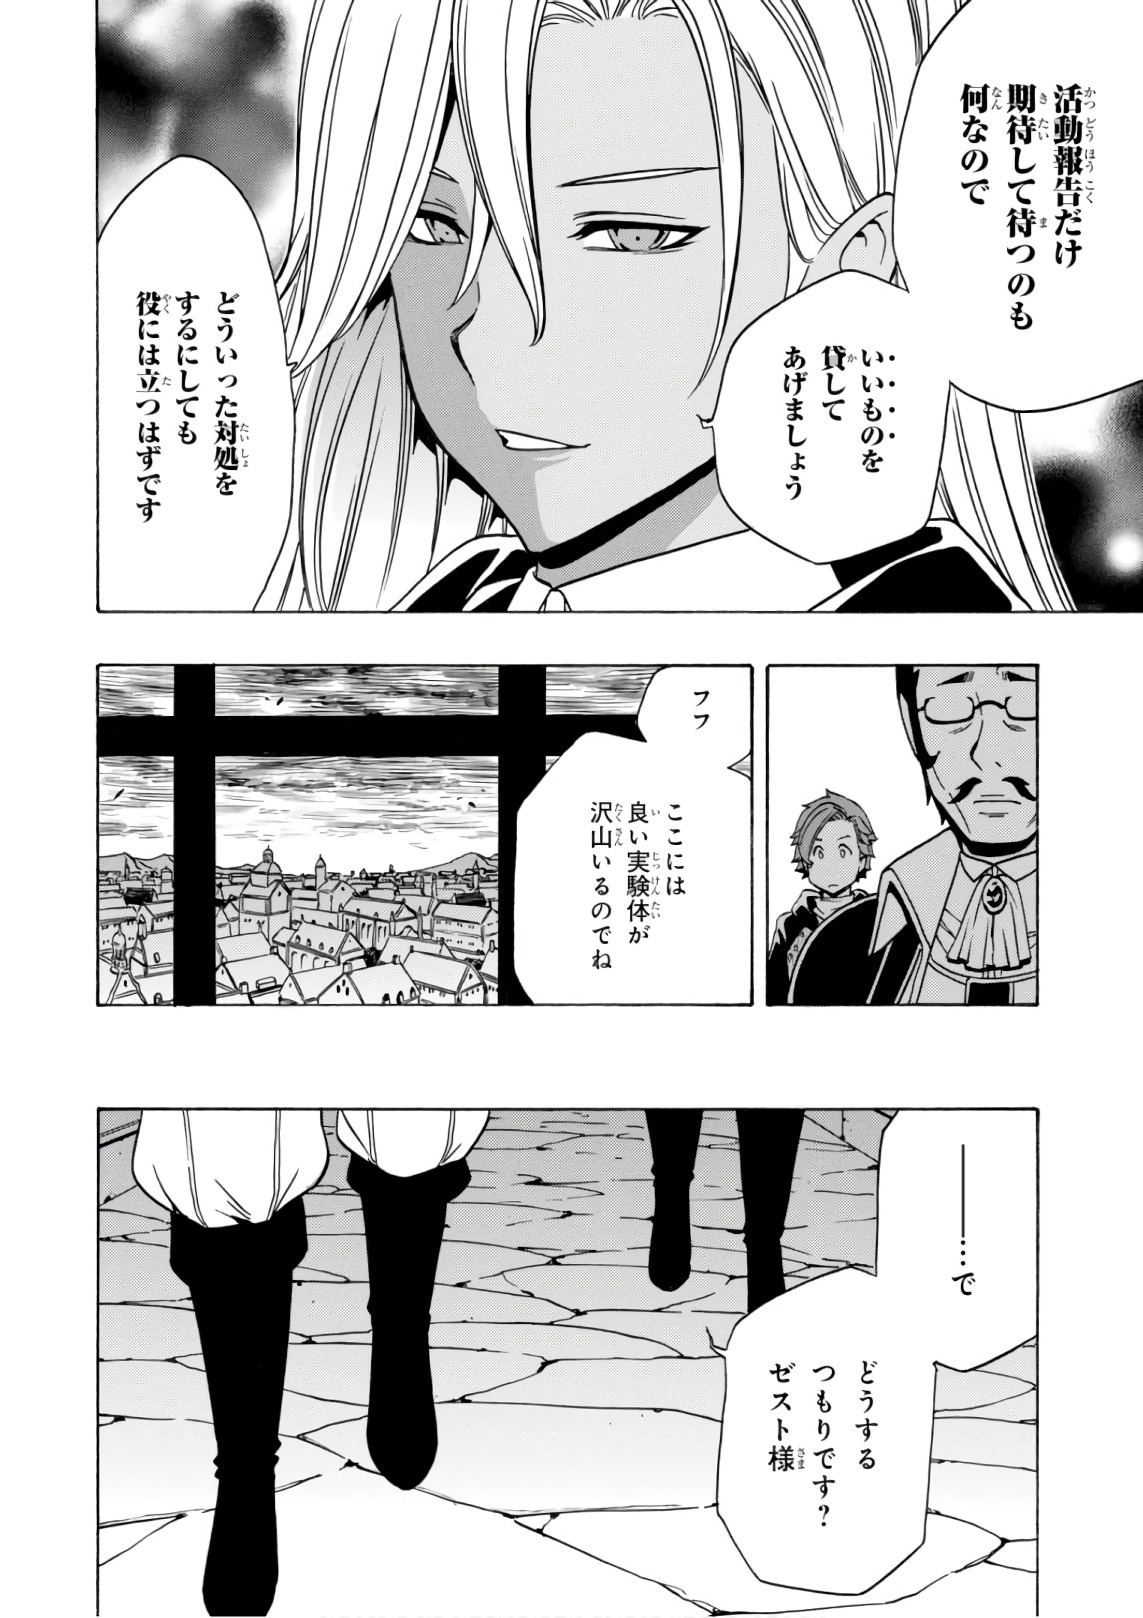 活動報告だけ
期待して待つのも
何なので
いいものを
貸して
あげましょう
どういった対処を
するにしても
役には立つはずです
フフ
ここには
良い実験体が
沢山いるのでね
――…で
どうする
つもりです?
ゼスト様